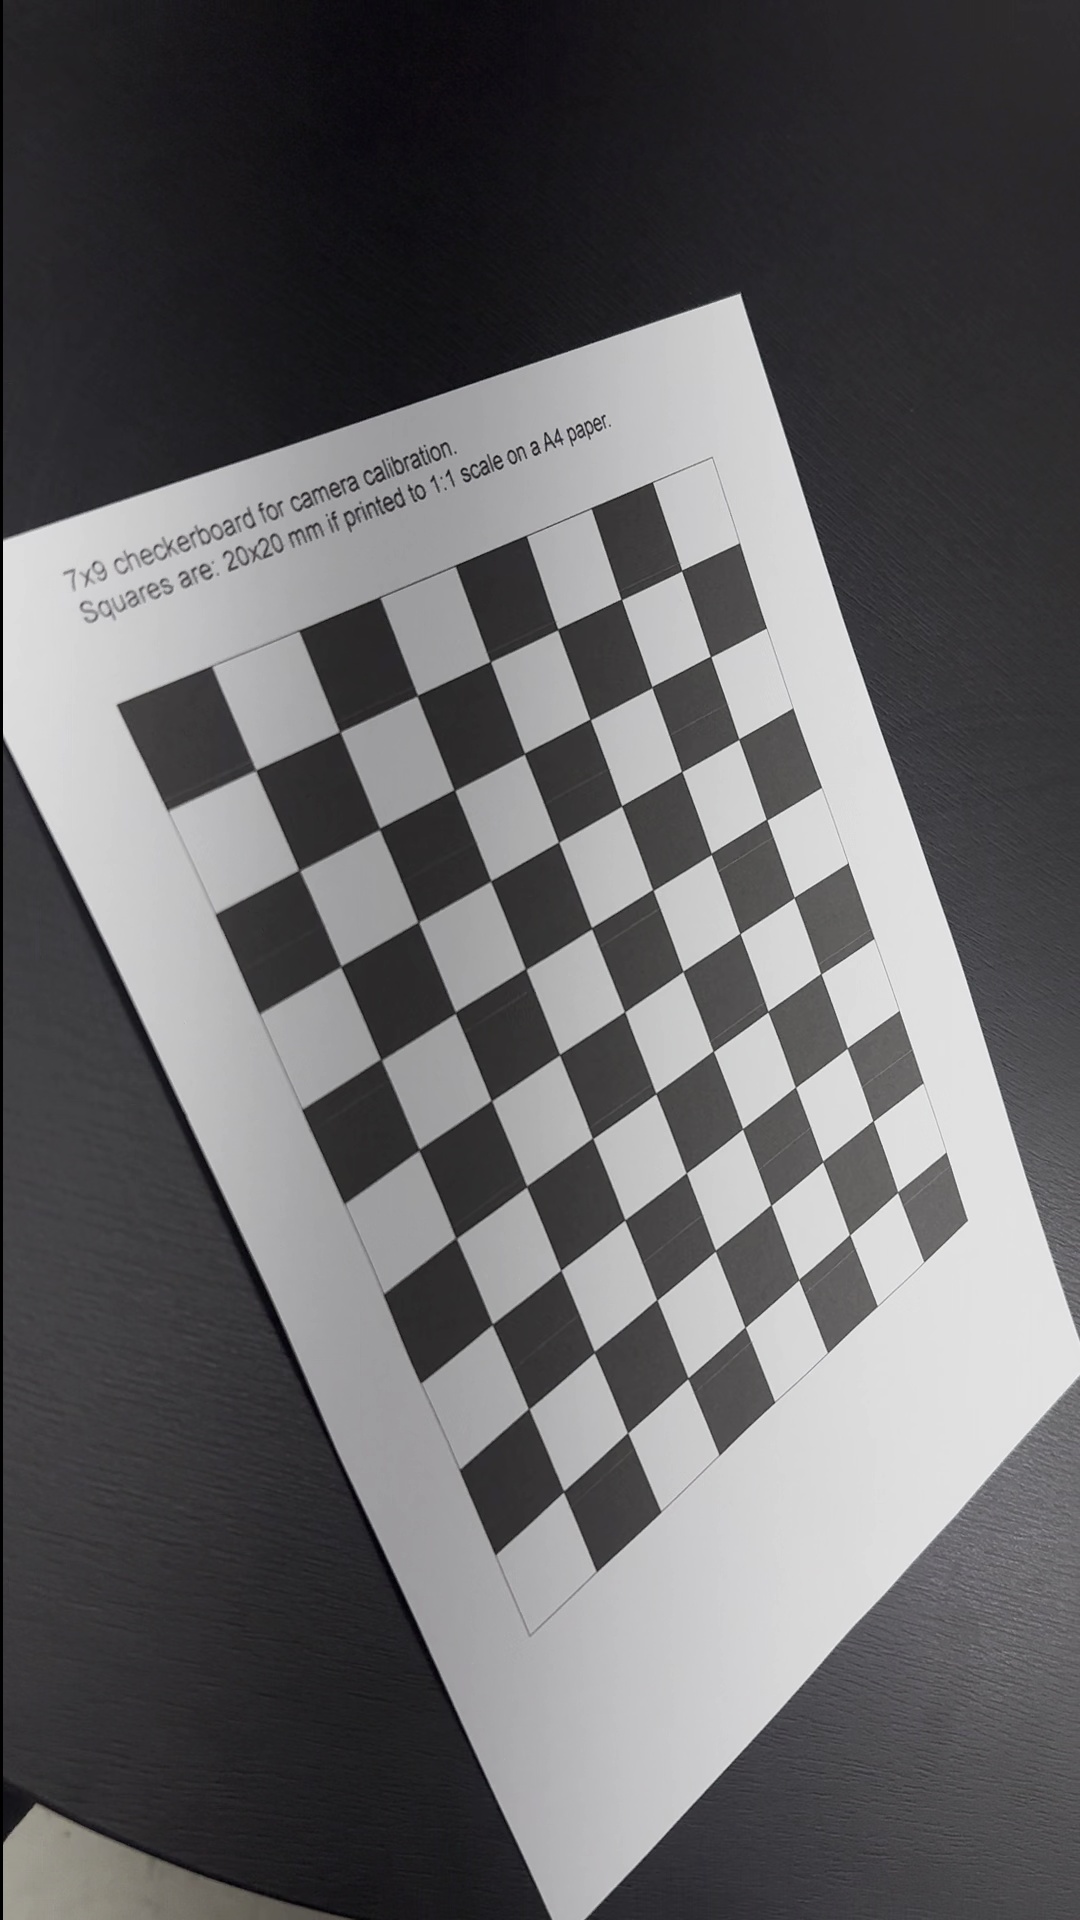 7x9 checkerboard for camera calibration.
Squares are: 20x20 mm if printed to 1:1 scale on a A4 paper.